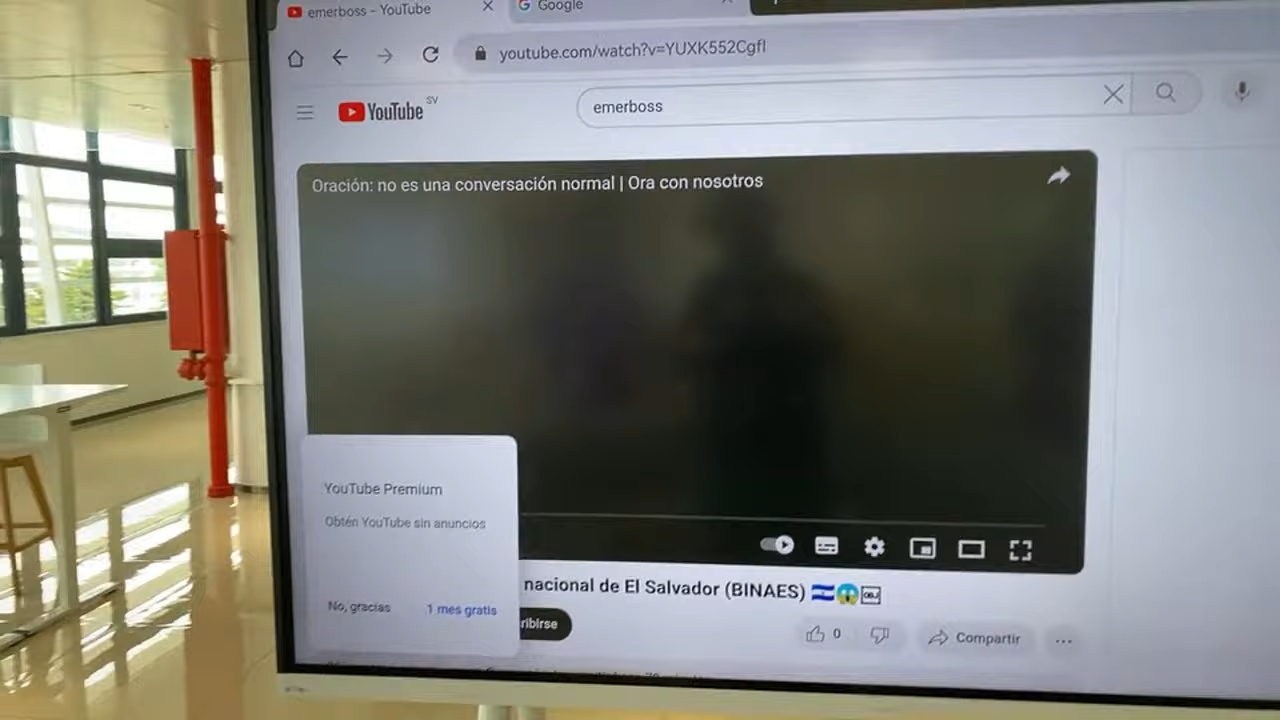 emerboss - YouTube
Google
youtube.com/watch?v=YUXK552CgfI
YouTube SV
emerboss
Oración: no es una conversación normal | Ora con nosotros
YouTube Premium
Obtén YouTube sin anuncios
No, gracias
1 mes gratis
nacional de El Salvador (BINAES) 🇸🇻😱
ribirse
0
Compartir